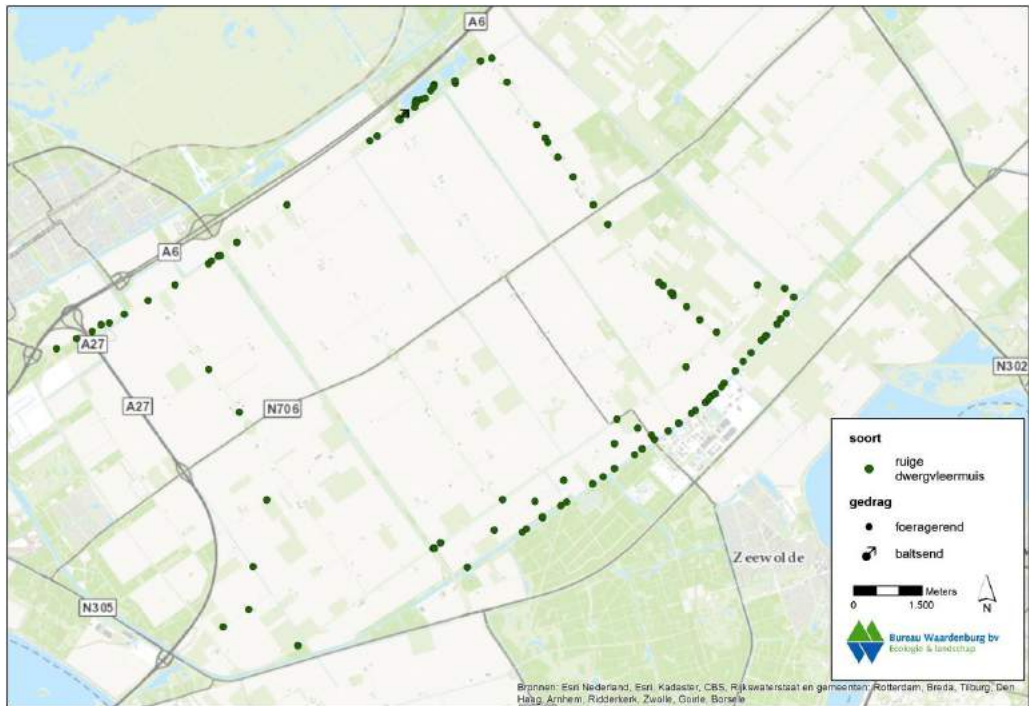 A6
A6
A27
A27
N706
N302
N305
Zeewolde
soort
ruige
dwergvleermuis
gedrag
foeragerend
baltsend
Meters
0 1.500
N
Bureau Waardenburg bv
Ecologie & landschap
Bronnen: Esri Nederland, Esri, Kadaster, CBS, Rijkswaterstaat en gemeenten: Rotterdam, Breda, Tilburg, Den
Haag, Arnhem, Ridderkerk, Zwolle, Goirle, Borsele